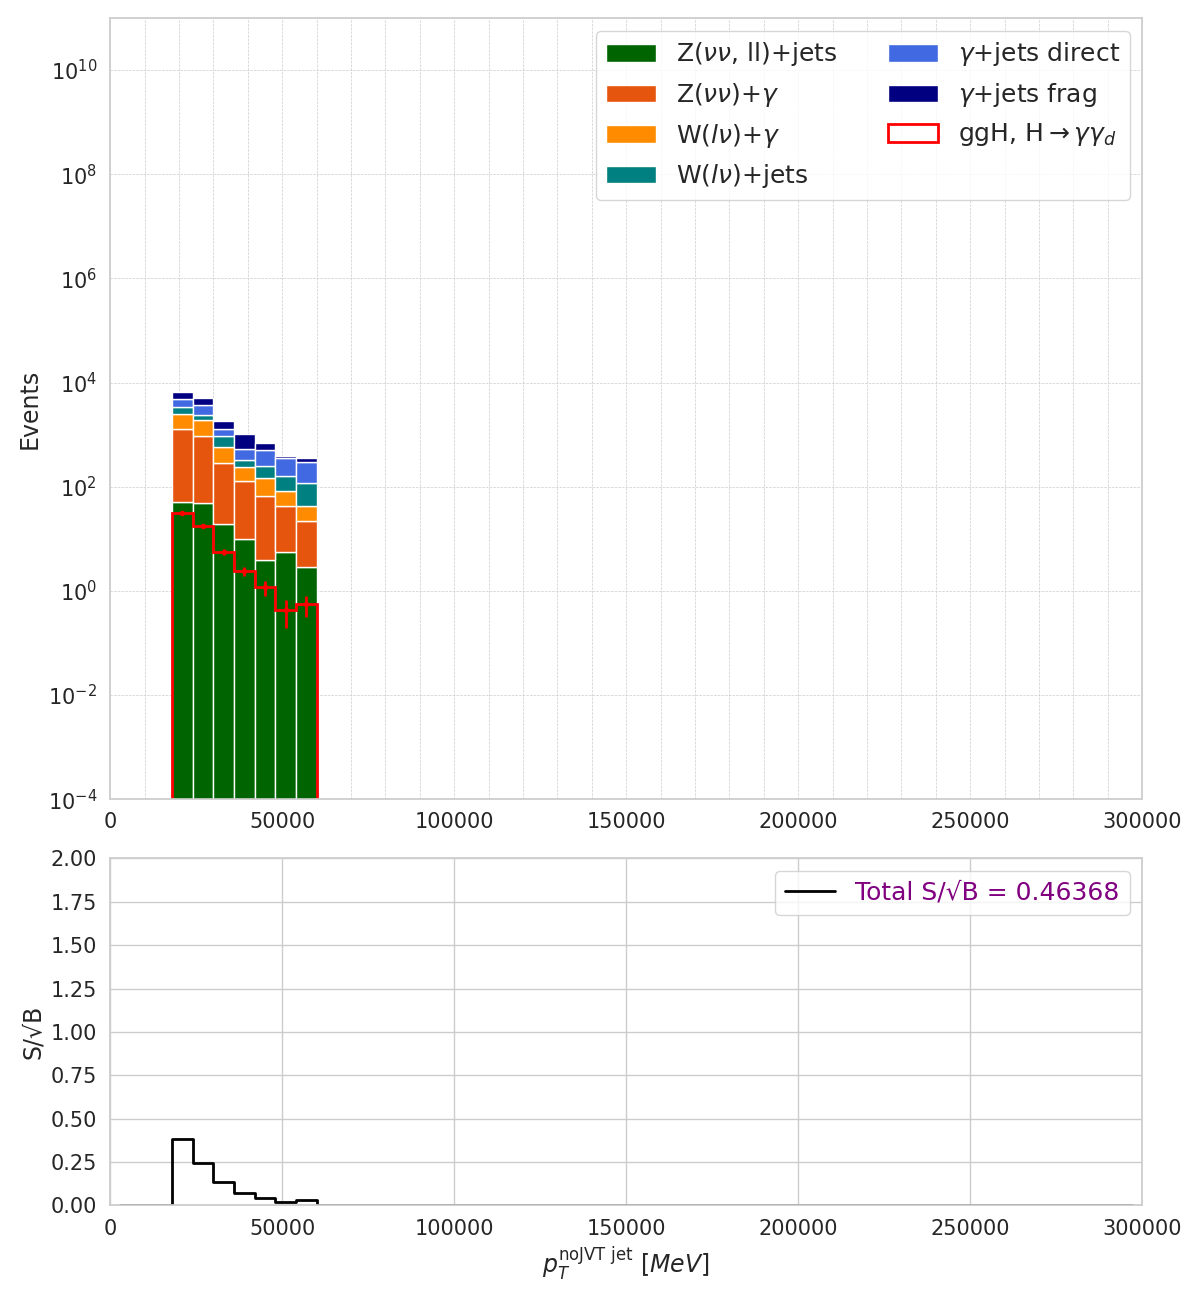 Z(νν, ll)+jets
Z(νν)+γ
W(lν)+γ
W(lν)+jets
γ+jets direct
γ+jets frag
ggH, H→γγ_d
Events
10^10
10^8
10^6
10^4
10^2
10^0
10^−2
10^−4
0 50000 100000 150000 200000 250000 300000
Total S/√B = 0.46368
S/√B
2.00
1.75
1.50
1.25
1.00
0.75
0.50
0.25
0.00
0 50000 100000 150000 200000 250000 300000
p_T^noJVT jet [MeV]